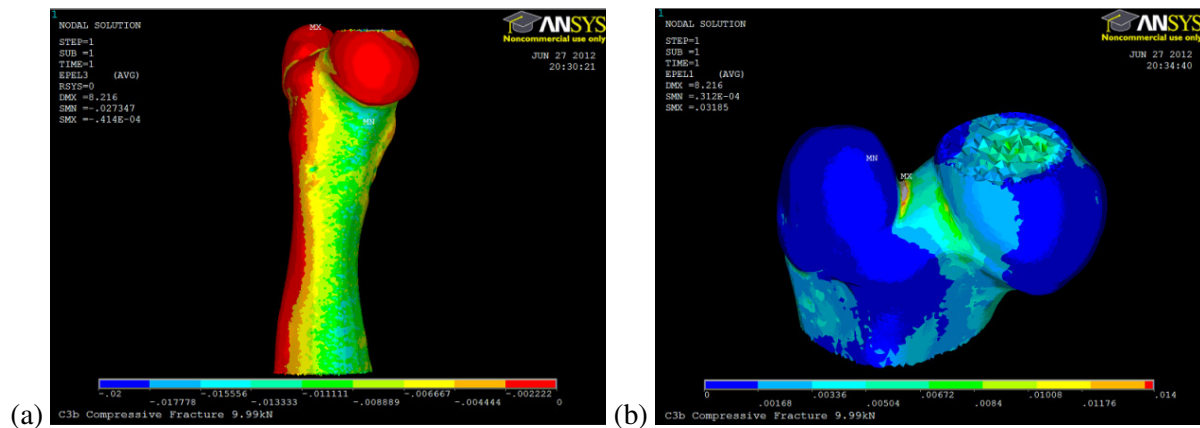 1
NODAL SOLUTION
STEP=1
SUB =1
TIME=1
EPEL3 (AVG)
RSYS=0
DMX =8.216
SMN =-.027347
SMX =-.414E-04
ANSYS
Noncommercial use only
JUN 27 2012
20:30:21
MX
MN
-.02 -.015556 -.011111 -.006667 -.002222
-.017778 -.013333 -.008889 -.004444 0
C3b Compressive Fracture 9.99kN
(a)
1
NODAL SOLUTION
STEP=1
SUB =1
TIME=1
EPEL1 (AVG)
DMX =8.216
SMN =.312E-04
SMX =.03185
ANSYS
Noncommercial use only
JUN 27 2012
20:34:40
MN
MX
0 .00336 .00672 .01008 .014
.00168 .00504 .0084 .01176
C3b Compressive Fracture 9.99kN
(b)